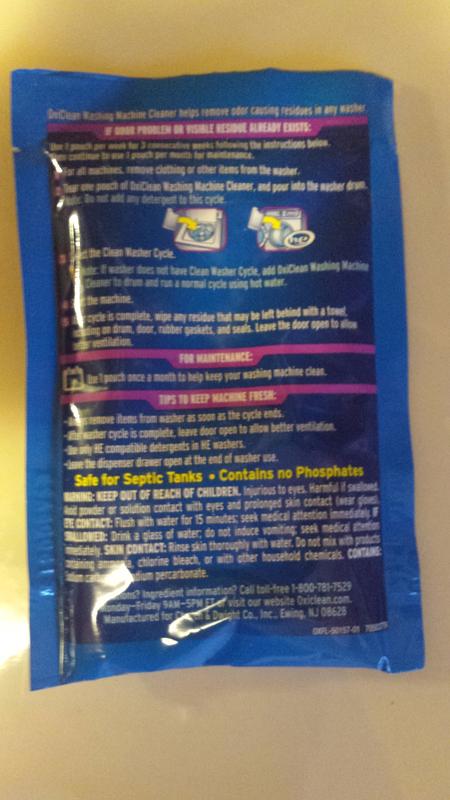 OxiClean Washing Machine Cleaner helps remove odor causing residues in any washer.
IF ODOR PROBLEM OR VISIBLE RESIDUE ALREADY EXISTS:
Use 1 pouch per week for 3 consecutive weeks following the instructions below.
continue to use 1 pouch per month for maintenance.
For all machines, remove clothing or other items from the washer.
Tear one pouch of OxiClean Washing Machine Cleaner, and pour into the washer drum.
Note: Do not add any detergent to this cycle.
he
the Clean Washer Cycle.
Note: If washer does not have Clean Washer Cycle, add OxiClean Washing Machine
Cleaner to drum and run a normal cycle using hot water.
the machine.
cycle is complete, wipe any residue that may be left behind with a towel,
on drum, door, rubber gaskets, and seals. Leave the door open to allow
ventilation.
FOR MAINTENANCE:
Use 1 pouch once a month to help keep your washing machine clean.
TIPS TO KEEP MACHINE FRESH:
remove items from washer as soon as the cycle ends.
After washer cycle is complete, leave door open to allow better ventilation.
Use only HE compatible detergents in HE washers.
Leave the dispenser drawer open at the end of washer use.
Safe for Septic Tanks • Contains no Phosphates
WARNING: KEEP OUT OF REACH OF CHILDREN. Injurious to eyes. Harmful if swallowed.
Avoid powder or solution contact with eyes and prolonged skin contact (wear gloves).
EYE CONTACT: Flush with water for 15 minutes; seek medical attention immediately. IF
SWALLOWED: Drink a glass of water; do not induce vomiting; seek medical attention
immediately. SKIN CONTACT: Rinse skin thoroughly with water. Do not mix with products
containing ammonia, chlorine bleach, or with other household chemicals. CONTAINS:
sodium percarbonate.
Ingredient information? Call toll-free 1-800-781-7529
Monday-Friday 9AM-5PM ET or visit our website Oxiclean.com.
Manufactured for Church & Dwight Co., Inc., Ewing, NJ 08628
OXFL-50157-01